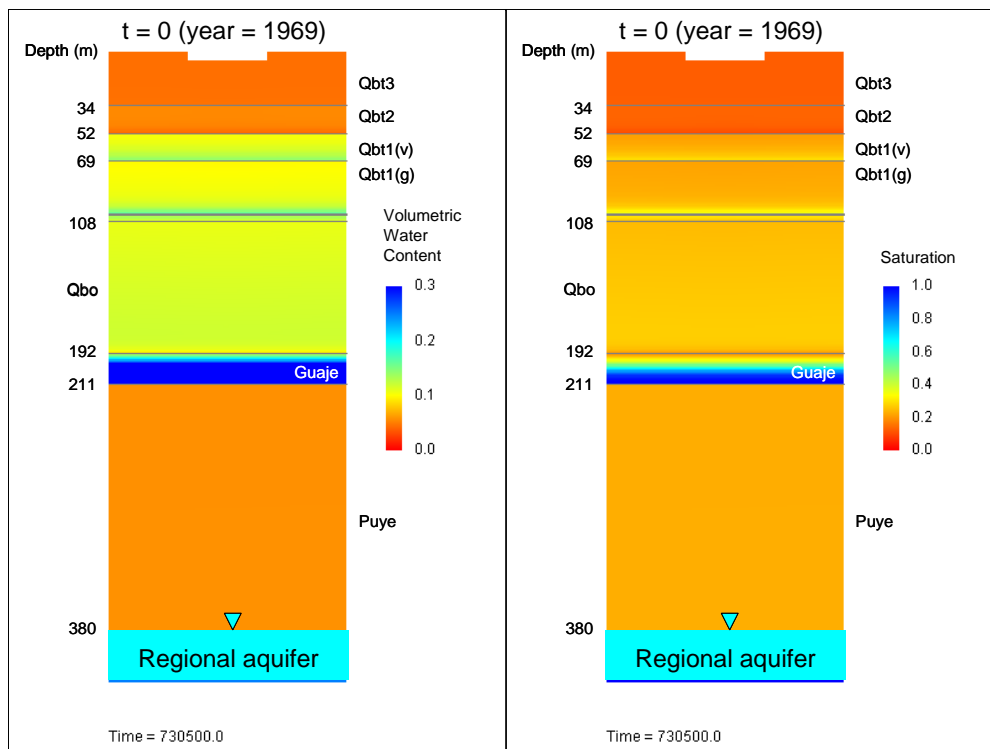 t = 0 (year = 1969)
Depth (m)
Qbt3
34
Qbt2
52
Qbt1(v)
69
Qbt1(g)
108
Volumetric
Water
Content
Qbo
0.3
0.2
0.1
0.0
192
Guaje
211
Puye
380
Regional aquifer
Time = 730500.0
t = 0 (year = 1969)
Depth (m)
Qbt3
34
Qbt2
52
Qbt1(v)
69
Qbt1(g)
108
Saturation
Qbo
1.0
0.8
0.6
0.4
0.2
0.0
192
Guaje
211
Puye
380
Regional aquifer
Time = 730500.0